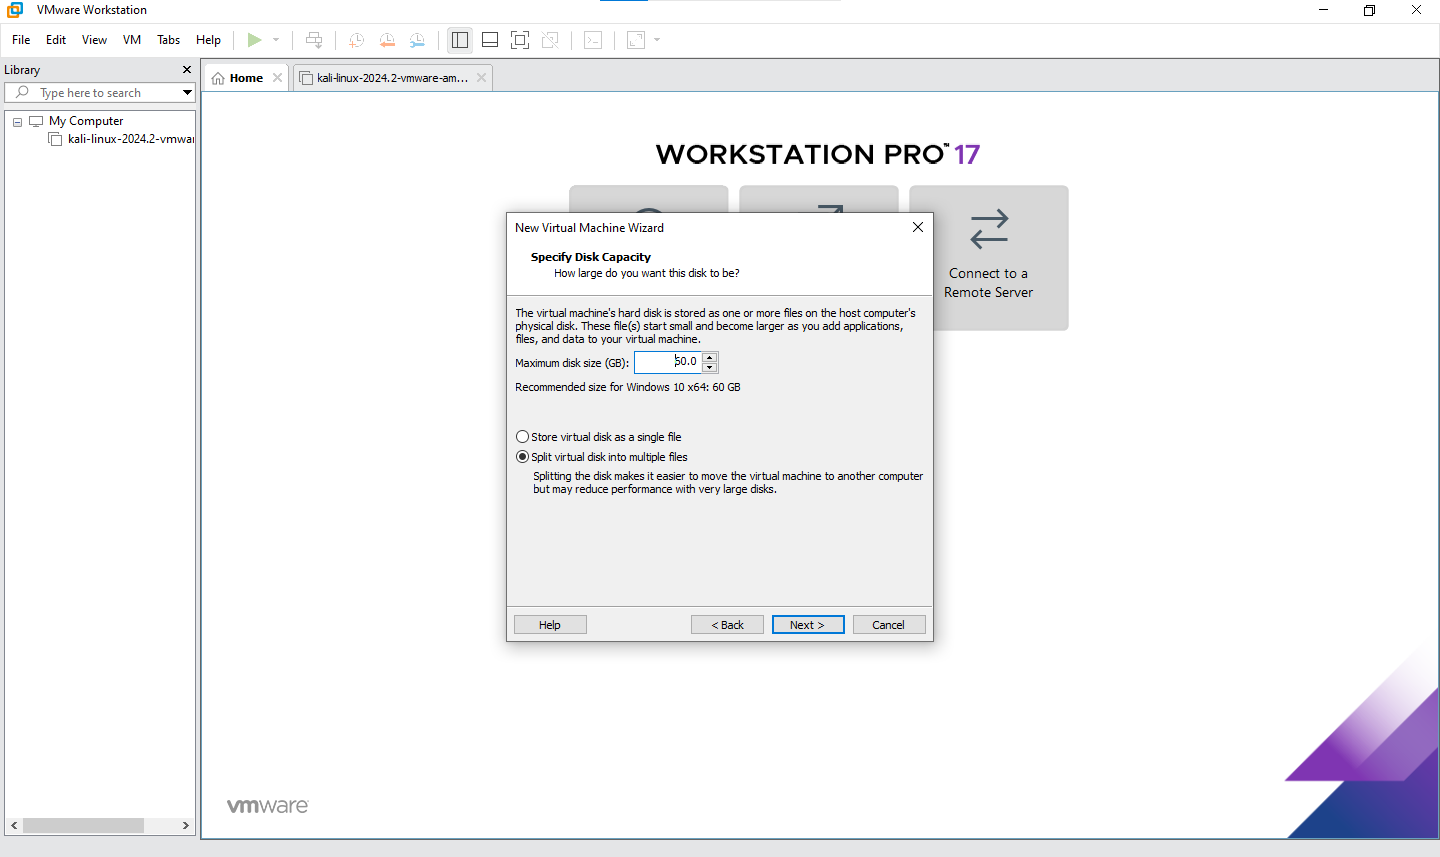 VMware Workstation
File Edit View VM Tabs Help
Library
Type here to search
My Computer
kali-linux-2024.2-vmwar
Home
kali-linux-2024.2-vmware-am...
WORKSTATION PRO™ 17
Connect to a
Remote Server
New Virtual Machine Wizard
Specify Disk Capacity
How large do you want this disk to be?
The virtual machine's hard disk is stored as one or more files on the host computer's
physical disk. These file(s) start small and become larger as you add applications,
files, and data to your virtual machine.
Maximum disk size (GB): 60.0
Recommended size for Windows 10 x64: 60 GB
Store virtual disk as a single file
Split virtual disk into multiple files
Splitting the disk makes it easier to move the virtual machine to another computer
but may reduce performance with very large disks.
Help < Back Next > Cancel
vmware